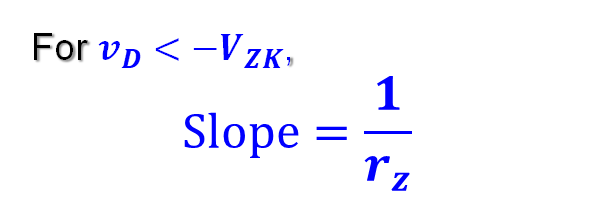 For v_D < −V_ZK,
Slope = 1/r_z